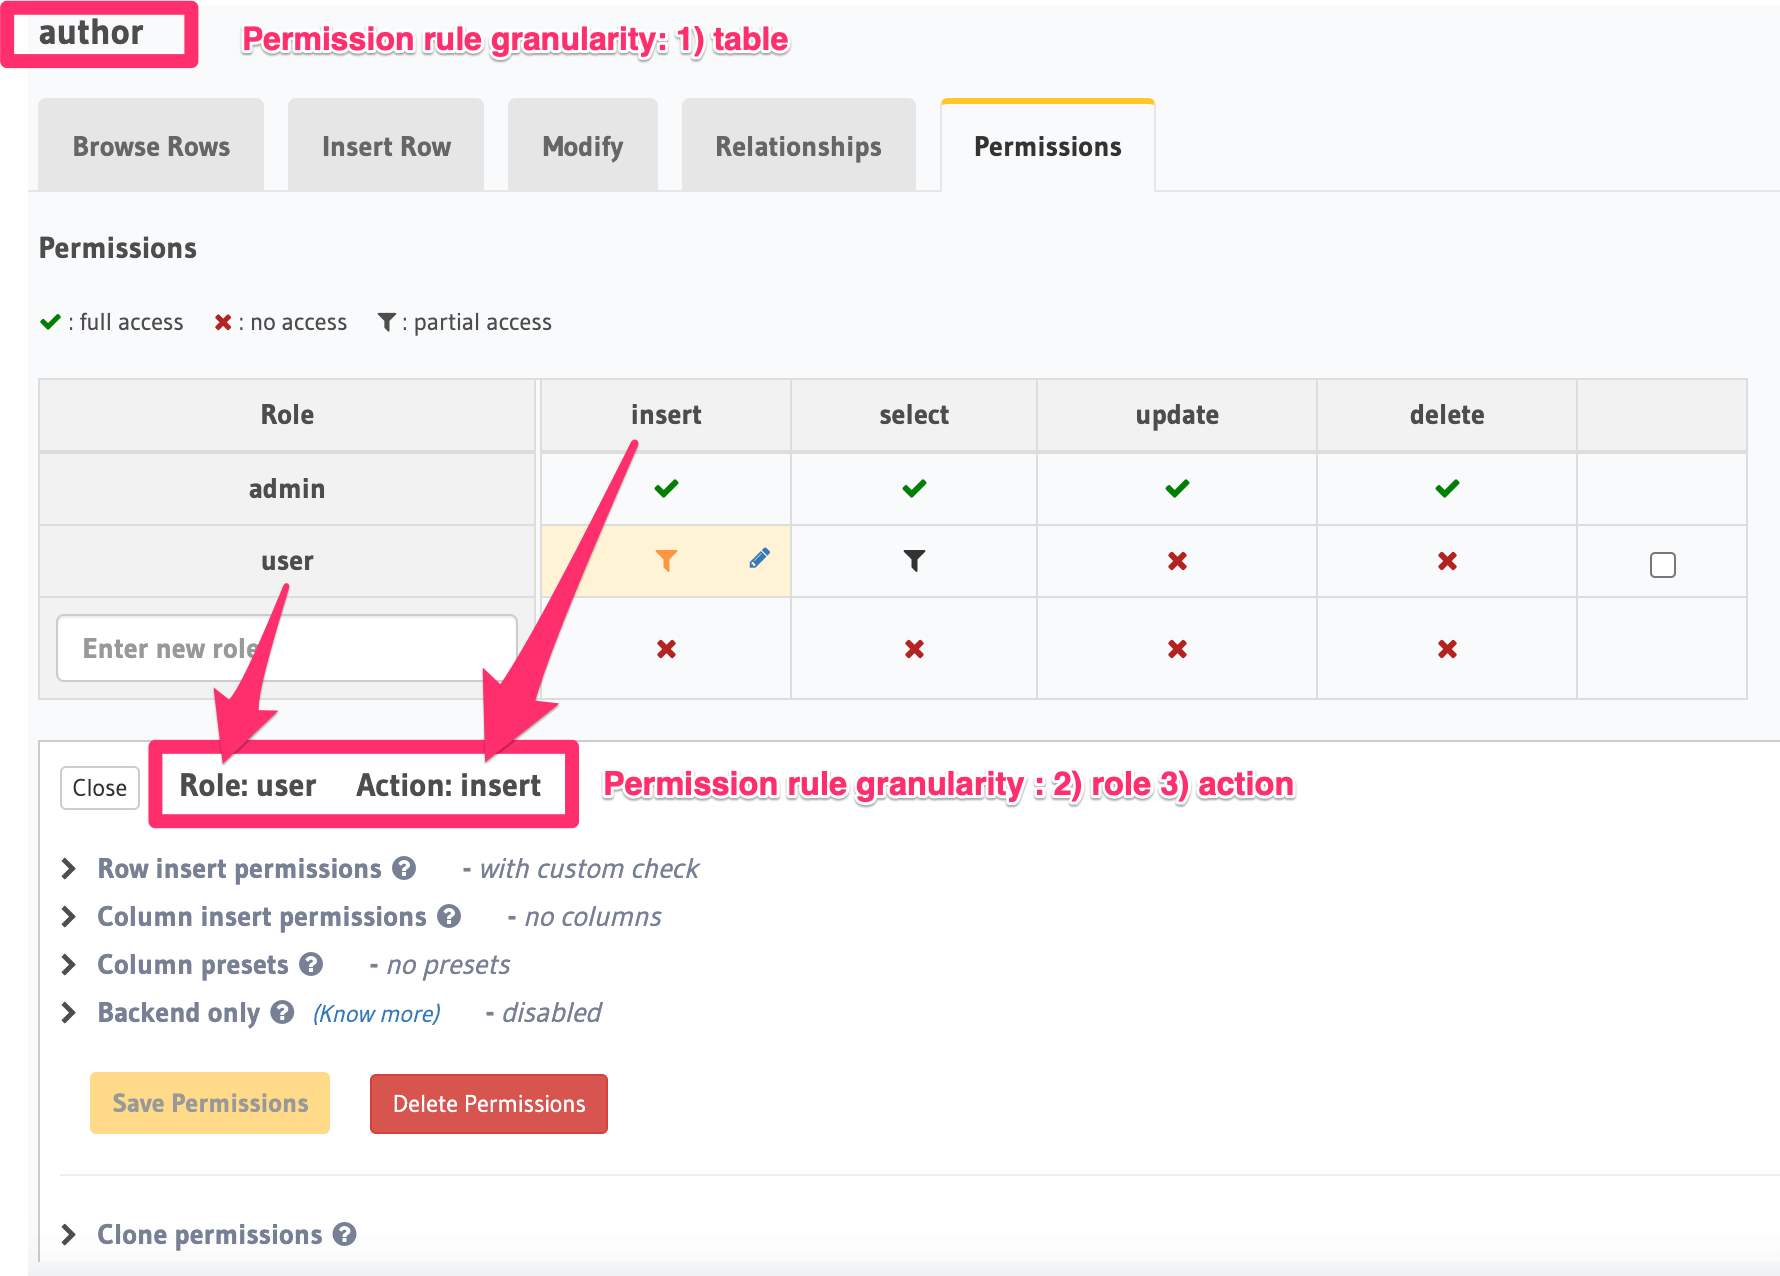 author
Permission rule granularity: 1) table
Browse Rows Insert Row Modify Relationships Permissions
Permissions
: full access : no access : partial access
Role insert select update delete
admin
user
Enter new role
Close Role: user Action: insert Permission rule granularity : 2) role 3) action
Row insert permissions ? - with custom check
Column insert permissions ? - no columns
Column presets ? - no presets
Backend only ? (Know more) - disabled
Save Permissions Delete Permissions
Clone permissions ?